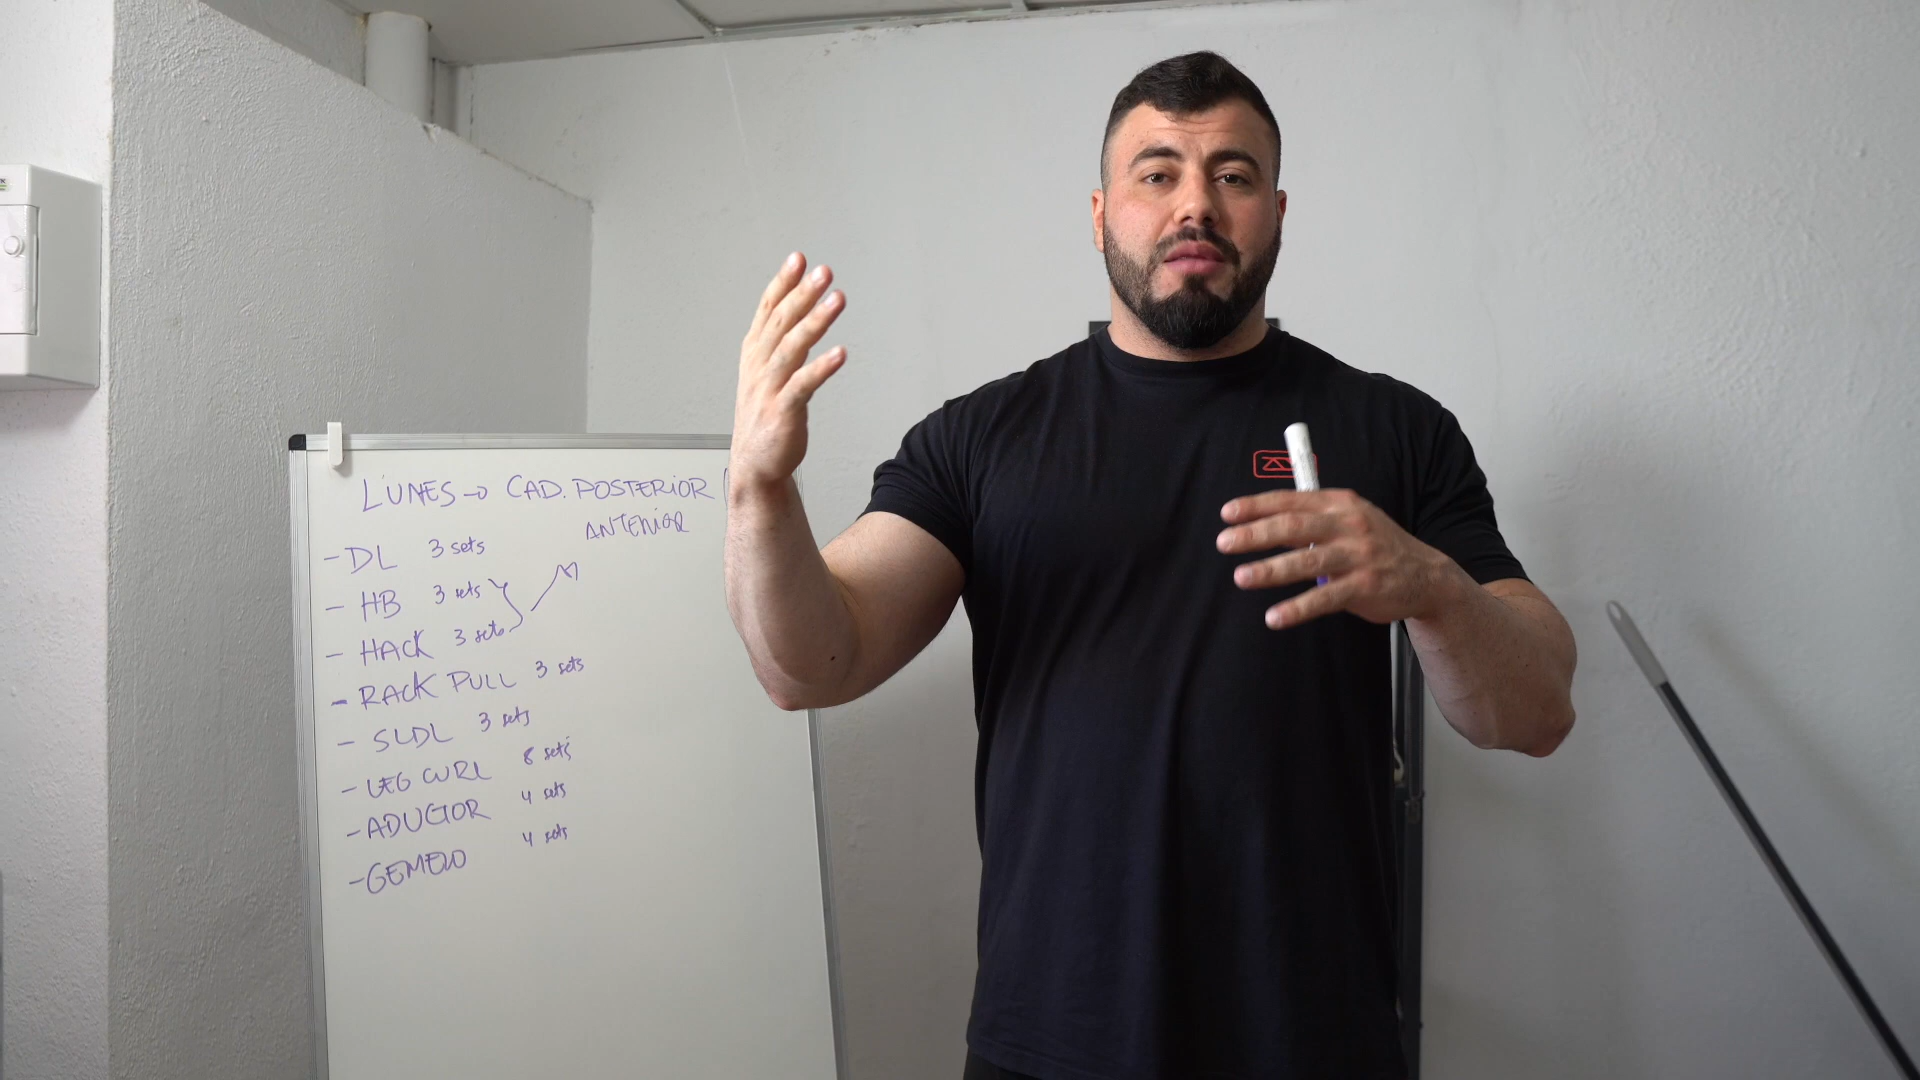 LUNES → CAD. POSTERIOR
ANTERIOR
- DL 3 sets
- HB 3 sets
- HACK 3 sets
- RACK PULL 3 sets
- SLDL 3 sets
- LEG CURL 8 sets
- ADUCTOR 4 sets
- GEMELO 4 sets